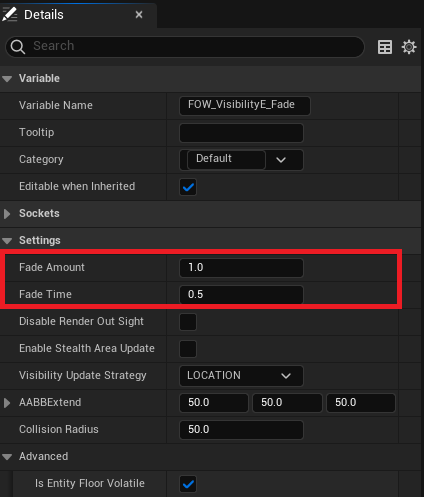 Details
Search
Variable
Variable Name FOW_VisibilityE_Fade
Tooltip
Category Default
Editable when Inherited
Sockets
Settings
Fade Amount 1.0
Fade Time 0.5
Disable Render Out Sight
Enable Stealth Area Update
Visibility Update Strategy LOCATION
AABBExtend 50.0 50.0 50.0
Collision Radius 50.0
Advanced
Is Entity Floor Volatile